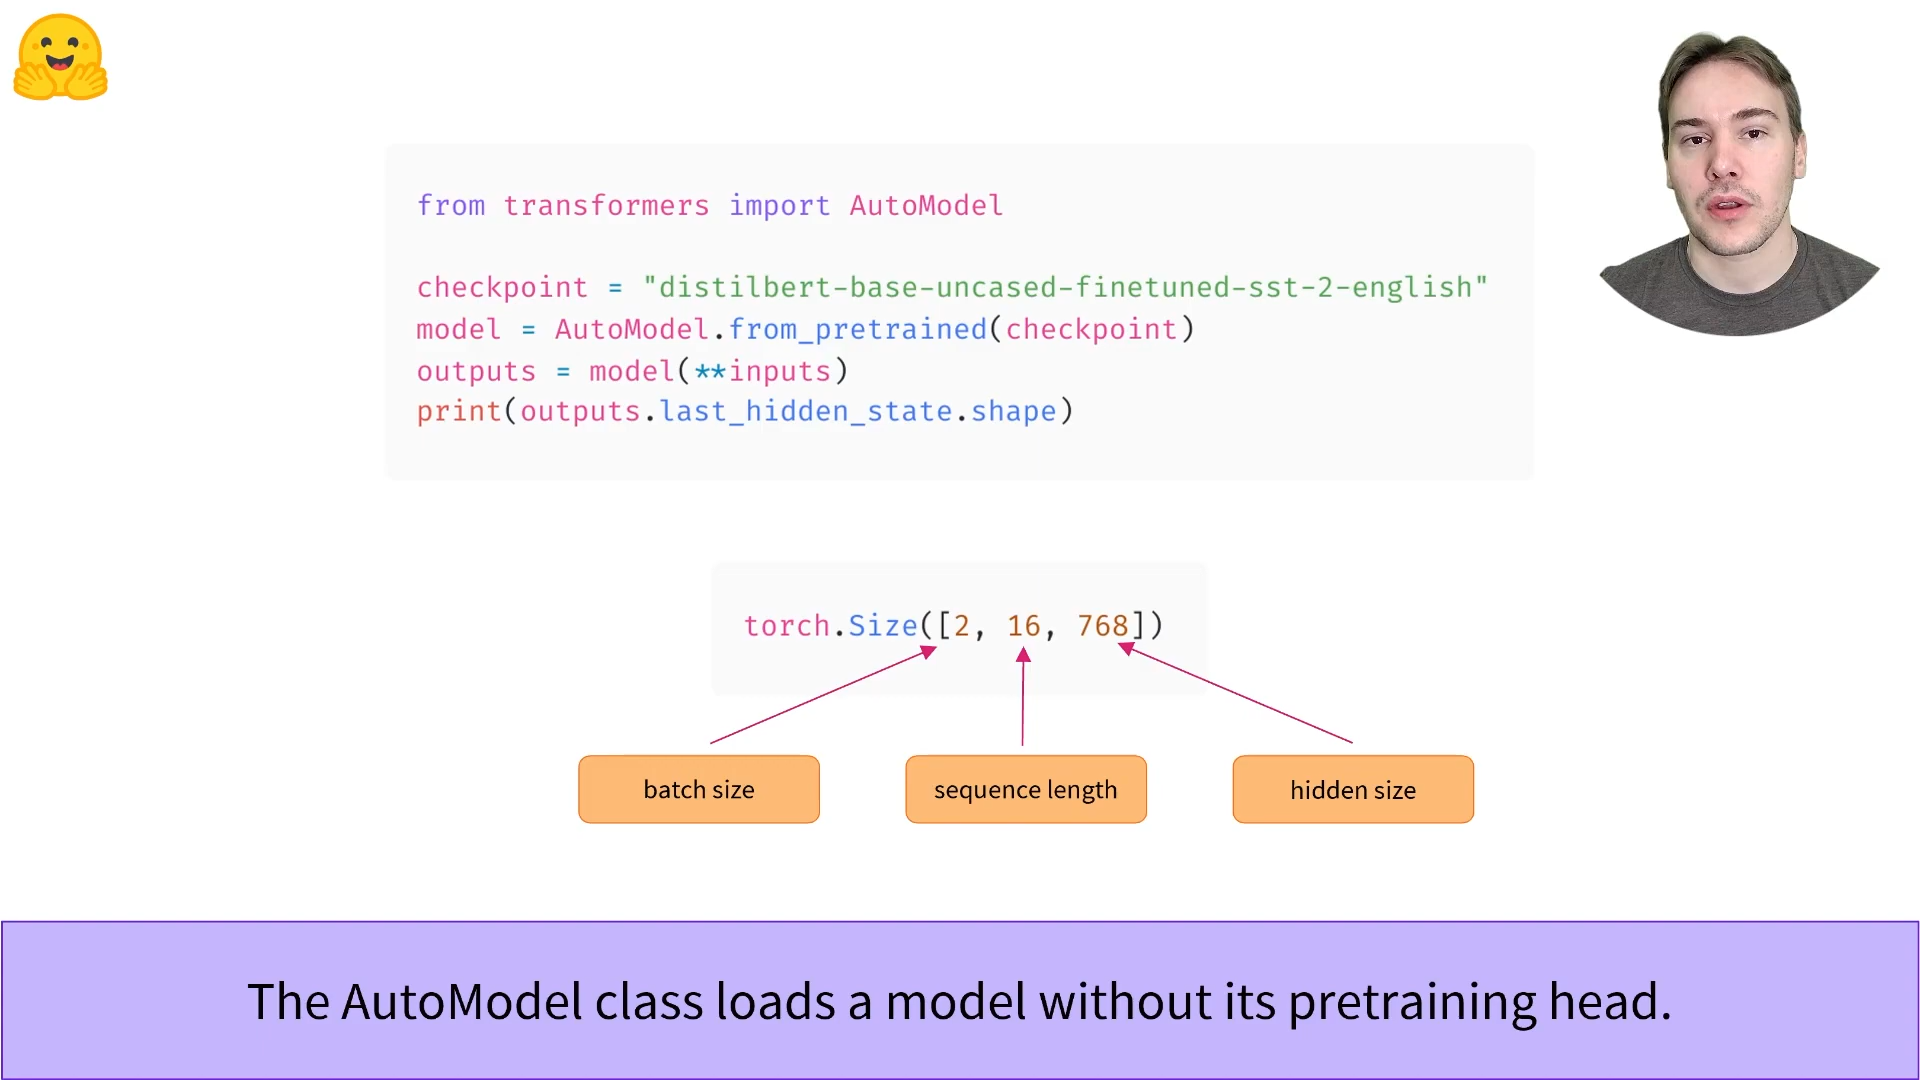 from transformers import AutoModel
checkpoint = "distilbert-base-uncased-finetuned-sst-2-english"
model = AutoModel.from_pretrained(checkpoint)
outputs = model(**inputs)
print(outputs.last_hidden_state.shape)
torch.Size([2, 16, 768])
batch size
sequence length
hidden size
The AutoModel class loads a model without its pretraining head.